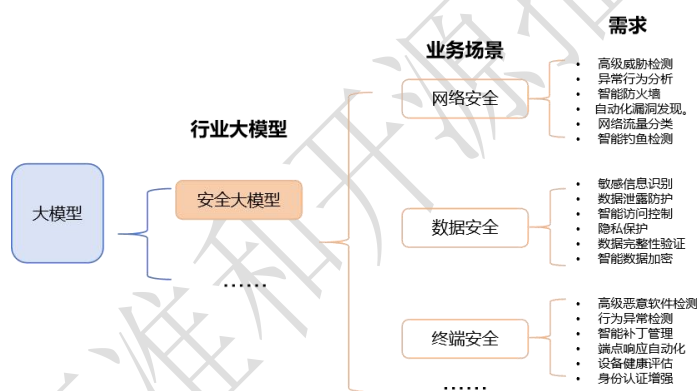 需求
业务场景
行业大模型
大模型
安全大模型
......
网络安全
高级威胁检测
异常行为分析
智能防火墙
自动化漏洞发现。
网络流量分类
智能钓鱼检测
数据安全
敏感信息识别
数据泄露防护
智能访问控制
隐私保护
数据完整性验证
智能数据加密
终端安全
高级恶意软件检测
行为异常检测
智能补丁管理
端点响应自动化
设备健康评估
身份认证增强
......
准和开源